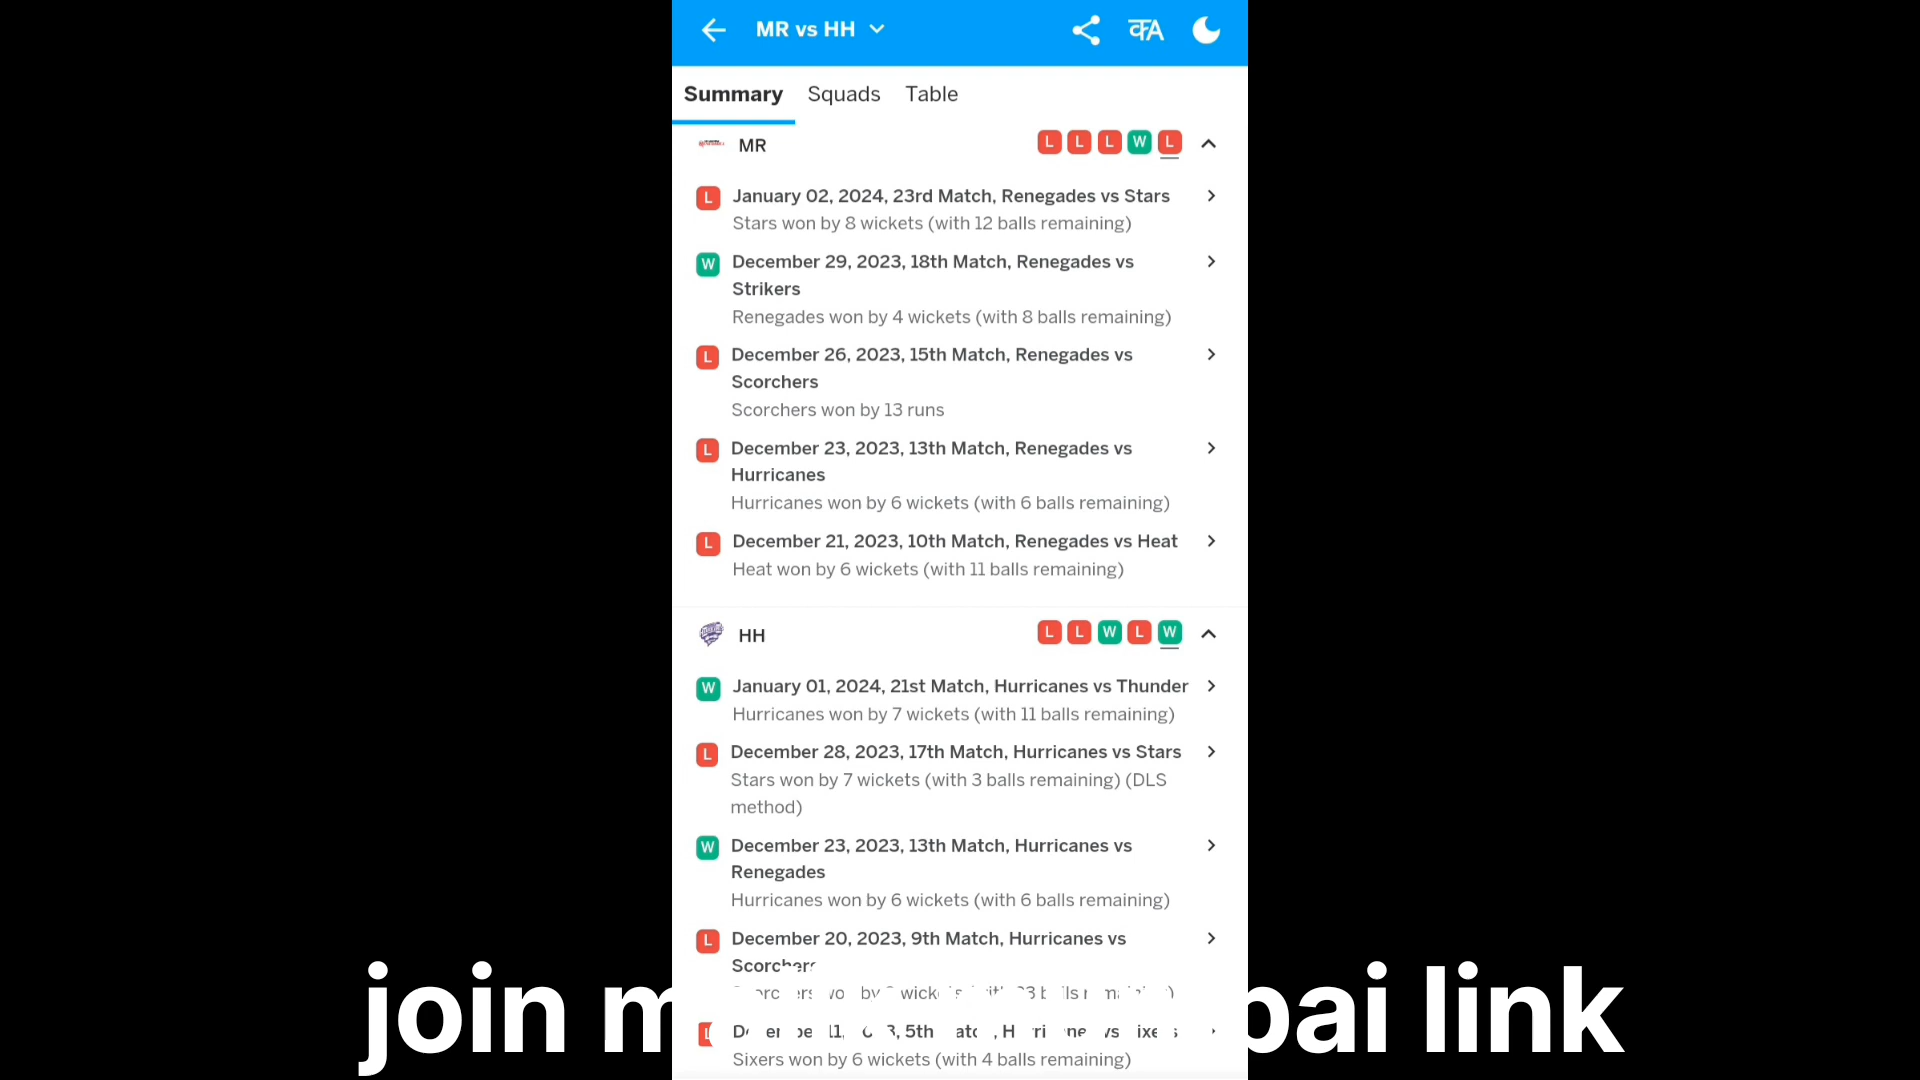 MR vs HH
Summary Squads Table
MR L L L W L
L January 02, 2024, 23rd Match, Renegades vs Stars
Stars won by 8 wickets (with 12 balls remaining)
W December 29, 2023, 18th Match, Renegades vs
Strikers
Renegades won by 4 wickets (with 8 balls remaining)
L December 26, 2023, 15th Match, Renegades vs
Scorchers
Scorchers won by 13 runs
L December 23, 2023, 13th Match, Renegades vs
Hurricanes
Hurricanes won by 6 wickets (with 6 balls remaining)
L December 21, 2023, 10th Match, Renegades vs Heat
Heat won by 6 wickets (with 11 balls remaining)
HH L L W L W
W January 01, 2024, 21st Match, Hurricanes vs Thunder
Hurricanes won by 7 wickets (with 11 balls remaining)
L December 28, 2023, 17th Match, Hurricanes vs Stars
Stars won by 7 wickets (with 3 balls remaining) (DLS
method)
W December 23, 2023, 13th Match, Hurricanes vs
Renegades
Hurricanes won by 6 wickets (with 6 balls remaining)
L December 20, 2023, 9th Match, Hurricanes vs
Scorchers
L 5th vs
Sixers won by 6 wickets (with 4 balls remaining)
join link